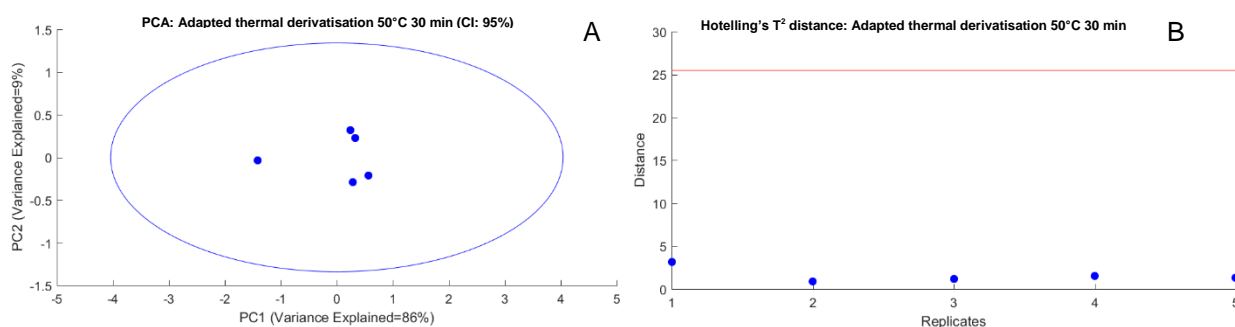 PCA: Adapted thermal derivatisation 50°C 30 min (CI: 95%)
A
1.5
1
0.5
0
-0.5
-1
-1.5
PC2 (Variance Explained=9%)
-5 -4 -3 -2 -1 0 1 2 3 4 5
PC1 (Variance Explained=86%)
Hotelling's T² distance: Adapted thermal derivatisation 50°C 30 min
B
30
25
20
15
10
5
0
Distance
1 2 3 4 5
Replicates